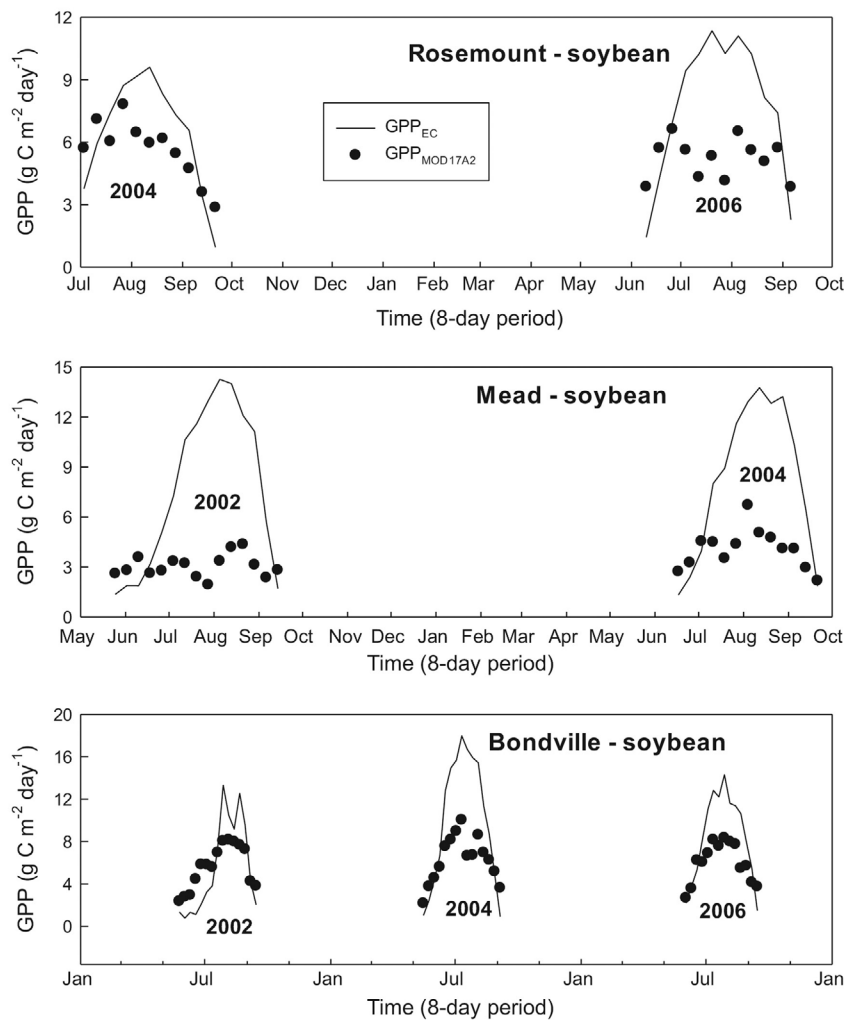 12
Rosemount - soybean
9
GPP_EC
6
GPP_MOD17A2
2004
3
2006
0
GPP (g C m⁻² day⁻¹)
Jul Aug Sep Oct Nov Dec Jan Feb Mar Apr May Jun Jul Aug Sep Oct
Time (8-day period)
15
Mead - soybean
12
9
2004
2002
6
3
0
GPP (g C m⁻² day⁻¹)
May Jun Jul Aug Sep Oct Nov Dec Jan Feb Mar Apr May Jun Jul Aug Sep Oct
Time (8-day period)
20
Bondville - soybean
16
12
8
4
2004
2006
2002
0
GPP (g C m⁻² day⁻¹)
Jan Jul Jan Jul Jan Jul Jan
Time (8-day period)